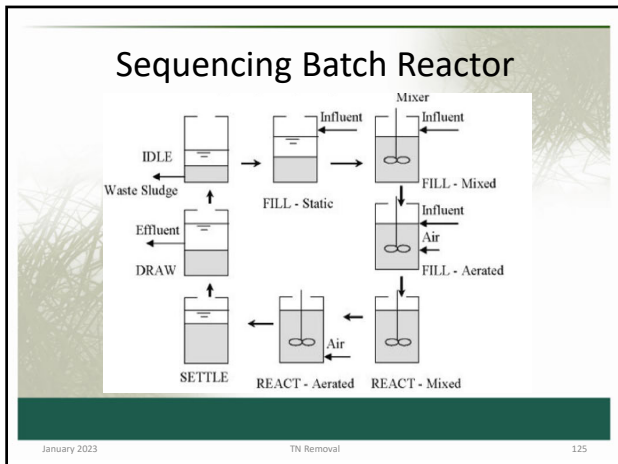 Sequencing Batch Reactor
Mixer
Influent
Influent
IDLE
Waste Sludge
FILL - Static
FILL - Mixed
Effluent
Influent
Air
DRAW
FILL - Aerated
Air
SETTLE
REACT - Aerated
REACT - Mixed
January 2023
TN Removal
125